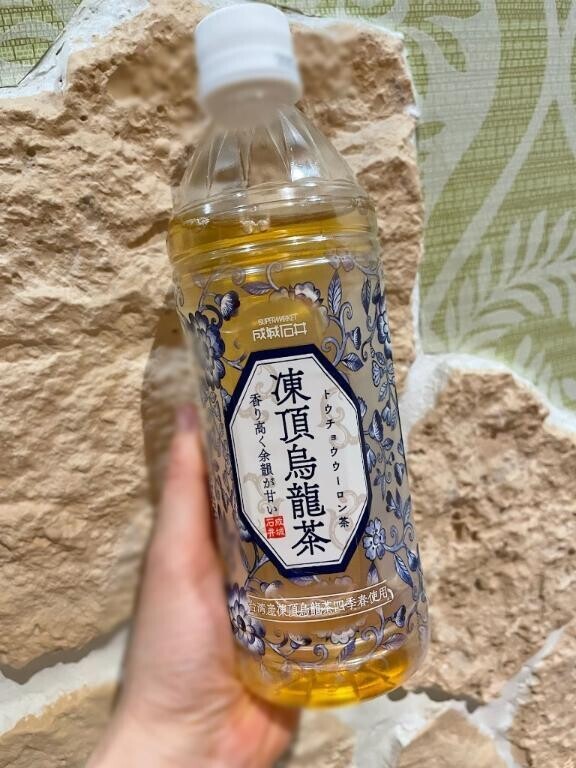 SUPERMARKET
成城石井
トウチョウウーロン茶
凍頂烏龍茶
香り高く余韻が甘い
成城
石井
台湾産凍頂烏龍茶四季春使用